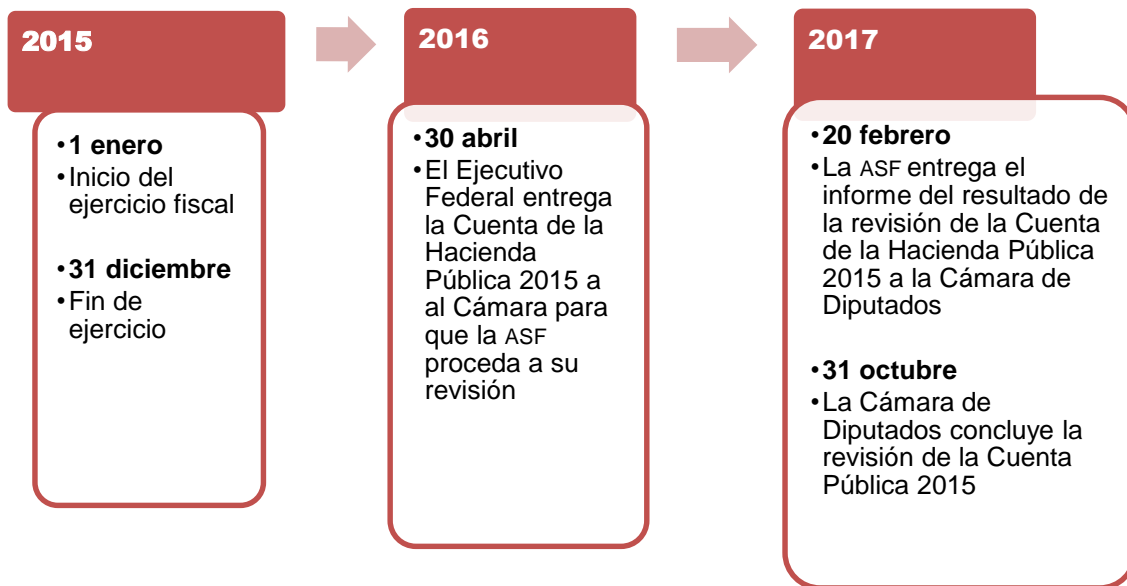 2015
•1 enero
•Inicio del
ejercicio fiscal
•31 diciembre
•Fin de
ejercicio
2016
•30 abril
•El Ejecutivo
Federal entrega
la Cuenta de la
Hacienda
Pública 2015 a
al Cámara para
que la ASF
proceda a su
revisión
2017
•20 febrero
•La ASF entrega el
informe del resultado de
la revisión de la Cuenta
de la Hacienda Pública
2015 a la Cámara de
Diputados
•31 octubre
•La Cámara de
Diputados concluye la
revisión de la Cuenta
Pública 2015